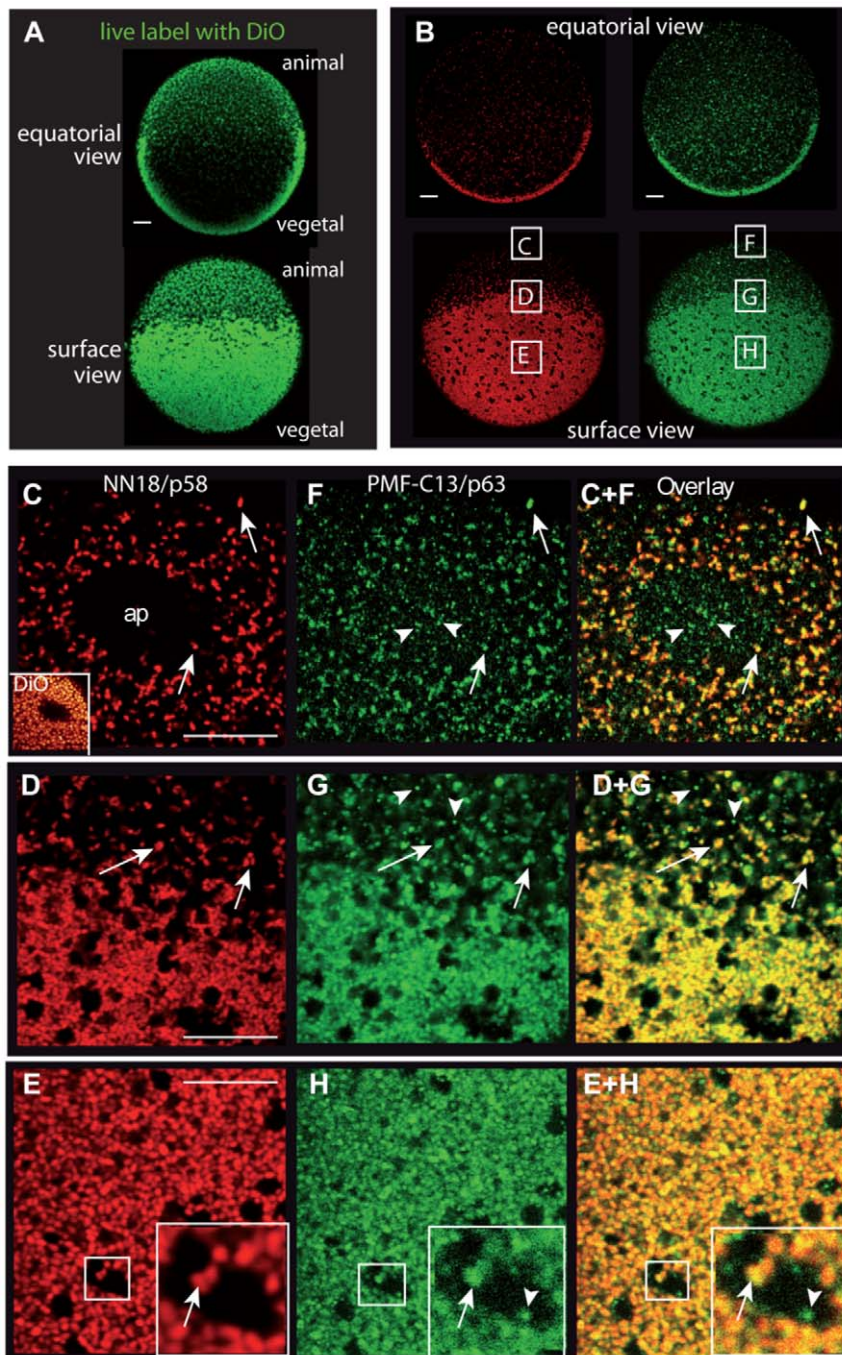 A
live label with DiO
animal
equatorial
view
vegetal
animal
surface
view
vegetal
B
equatorial view
C
F
D
G
E
H
surface view
C
NN18/p58
ap
DiO
F
PMF-C13/p63
C+F
Overlay
D
G
D+G
E
H
E+H